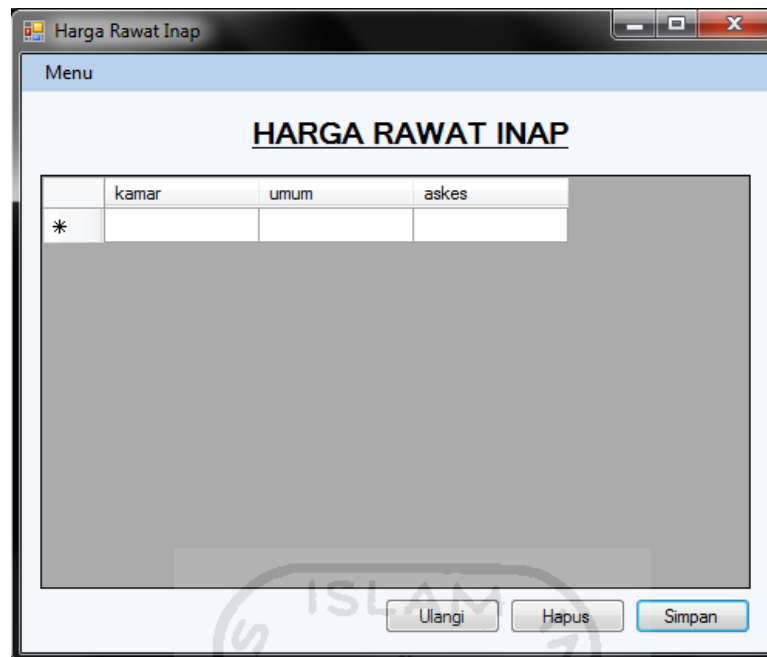 Harga Rawat Inap
Menu
HARGA RAWAT INAP
kamar umum askes
ISLAM
Ulangi Hapus Simpan